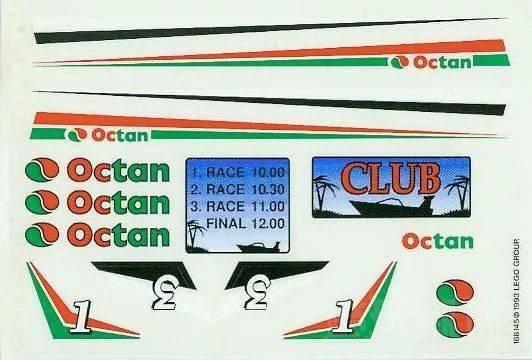 Octan
Octan
Octan
Octan
Octan
1. RACE 10.00
2. RACE 10.30
3. RACE 11.00
FINAL 12.00
CLUB
Octan
1
3
3
1
168145 © 1993 LEGO GROUP.